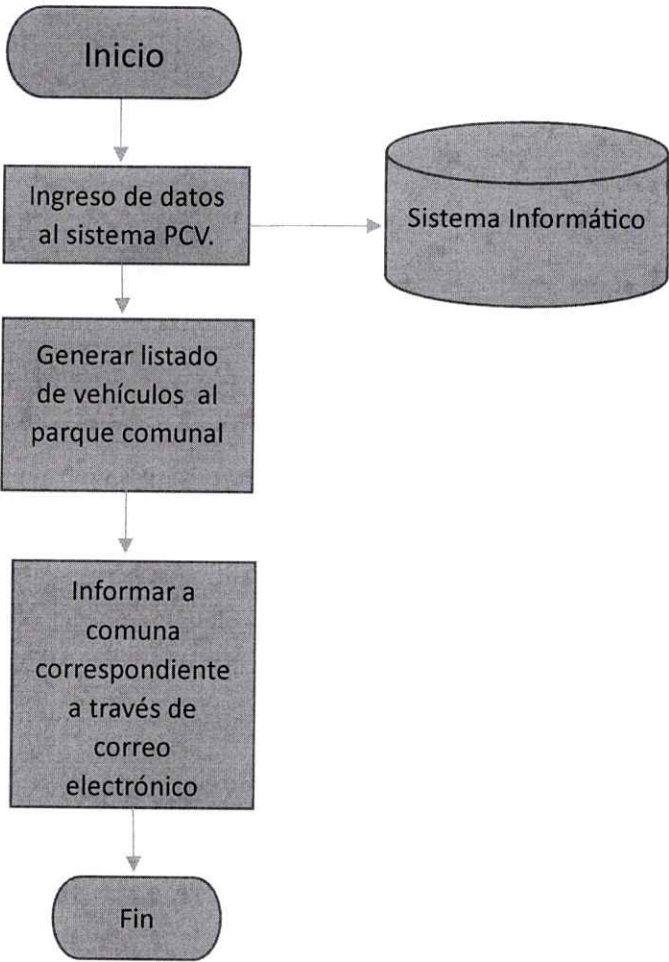 Inicio
Ingreso de datos
al sistema PCV.
Sistema Informático
Generar listado
de vehículos al
parque comunal
Informar a
comuna
correspondiente
a través de
correo
electrónico
Fin